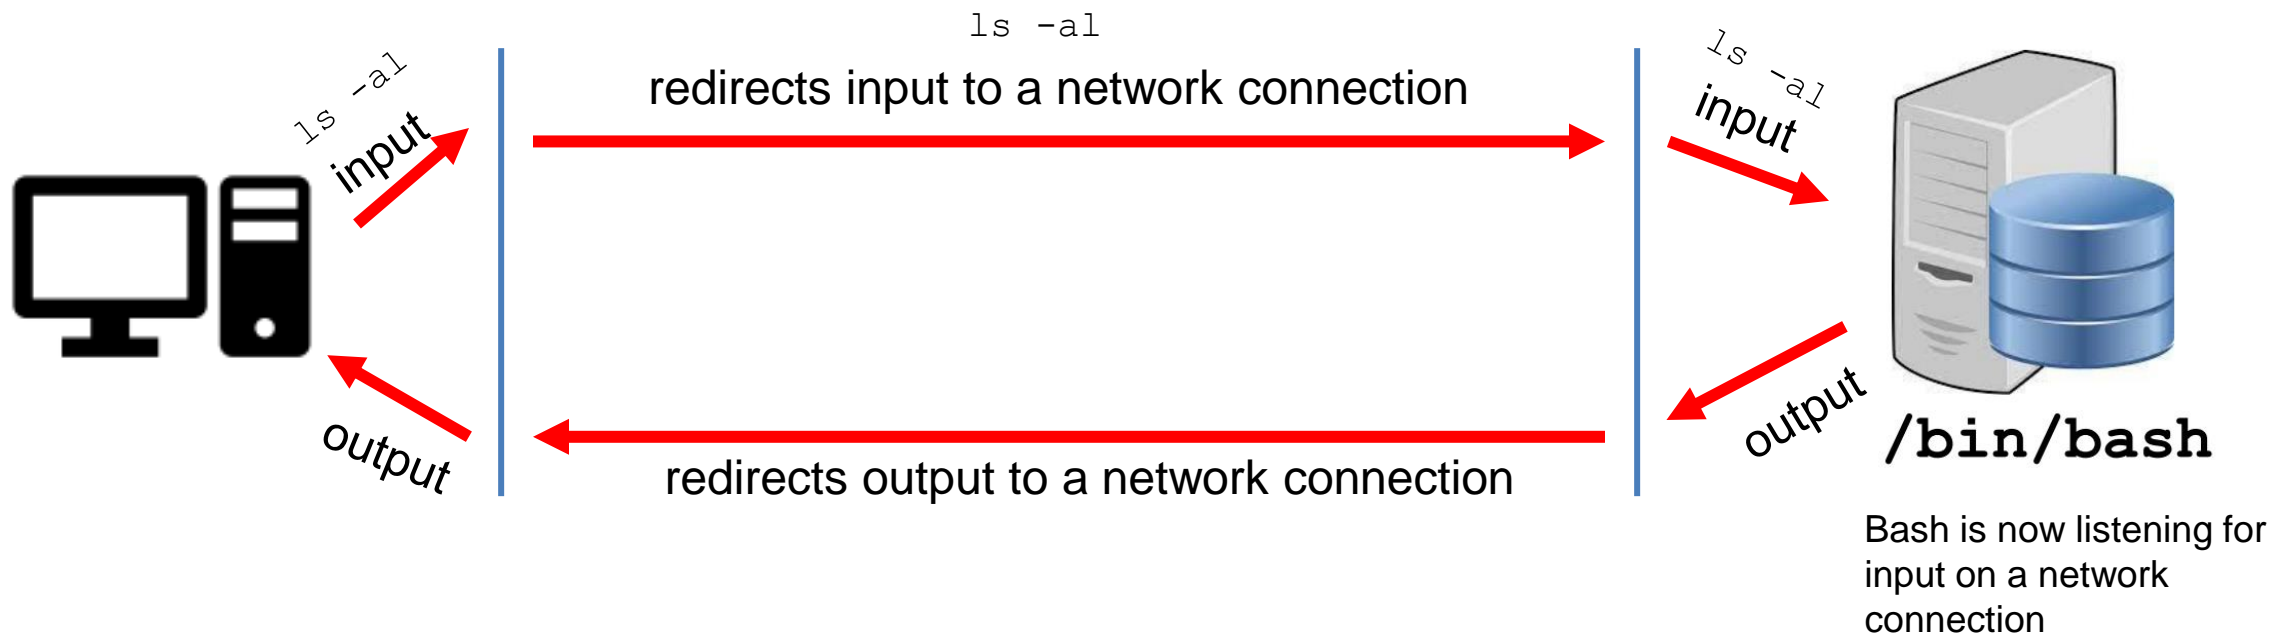 ls -al
ls -al
input
redirects input to a network connection
ls -al
input
output
redirects output to a network connection
output
/bin/bash
Bash is now listening for
input on a network
connection